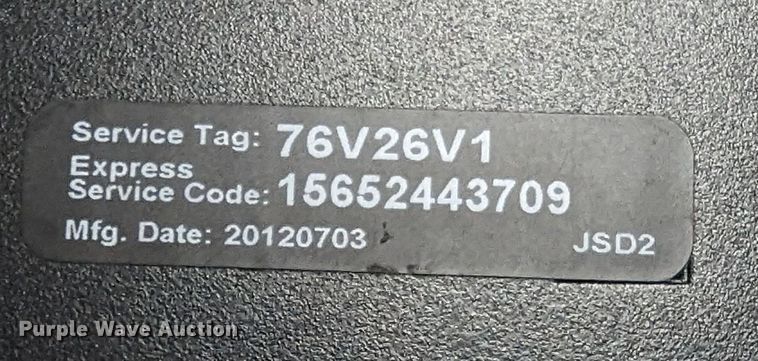 Service Tag: 76V26V1
Express
Service Code: 15652443709
Mfg. Date: 20120703 JSD2
Purple Wave Auction